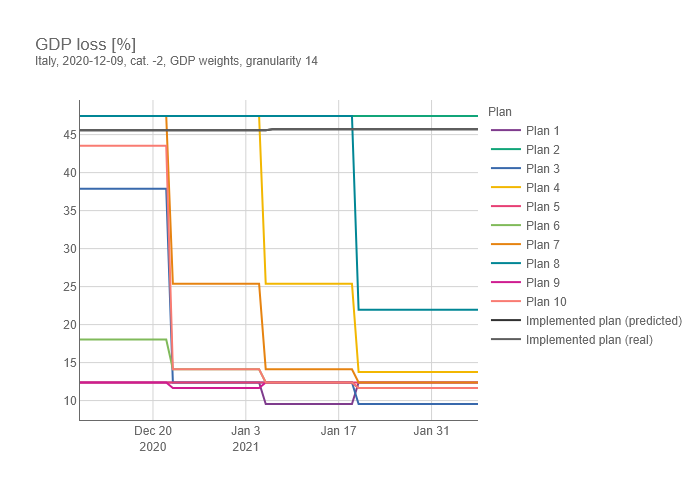 GDP loss [%]
Italy, 2020-12-09, cat. -2, GDP weights, granularity 14
45
40
35
30
25
20
15
10
Dec 20
2020
Jan 3
2021
Jan 17
Jan 31
Plan
Plan 1
Plan 2
Plan 3
Plan 4
Plan 5
Plan 6
Plan 7
Plan 8
Plan 9
Plan 10
Implemented plan (predicted)
Implemented plan (real)